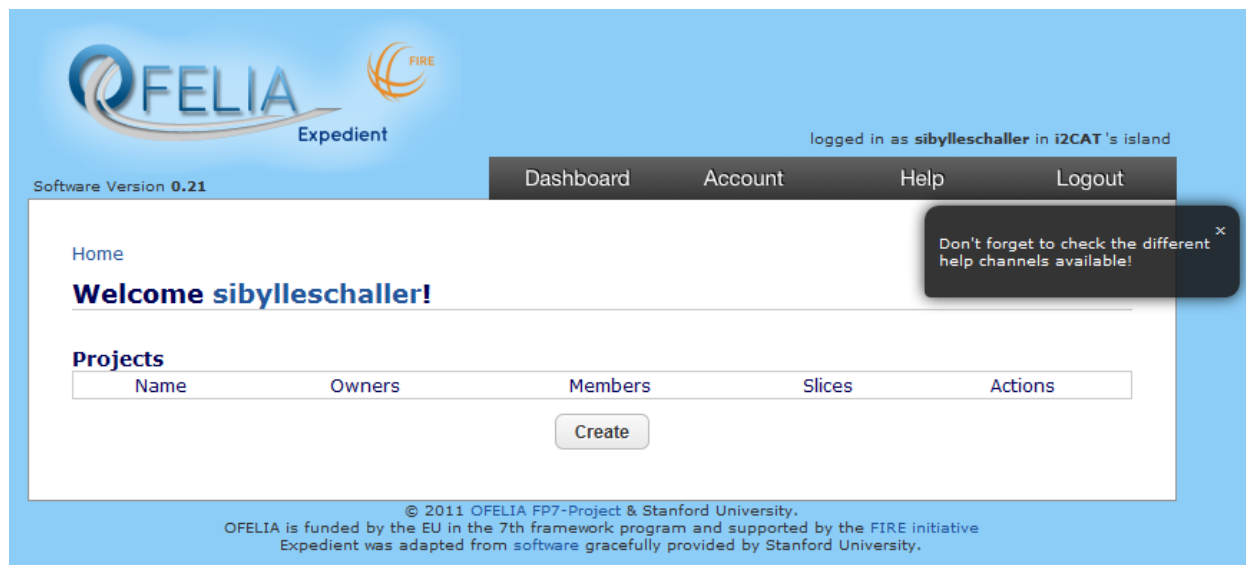 OFELIA
FIRE
Expedient
logged in as sibylleschaller in i2CAT 's island
Software Version 0.21
Dashboard Account Help Logout
x
Don't forget to check the different
help channels available!
Home
Welcome sibylleschaller!
Projects
Name Owners Members Slices Actions
Create
© 2011 OFELIA FP7-Project & Stanford University.
OFELIA is funded by the EU in the 7th framework program and supported by the FIRE initiative
Expedient was adapted from software gracefully provided by Stanford University.